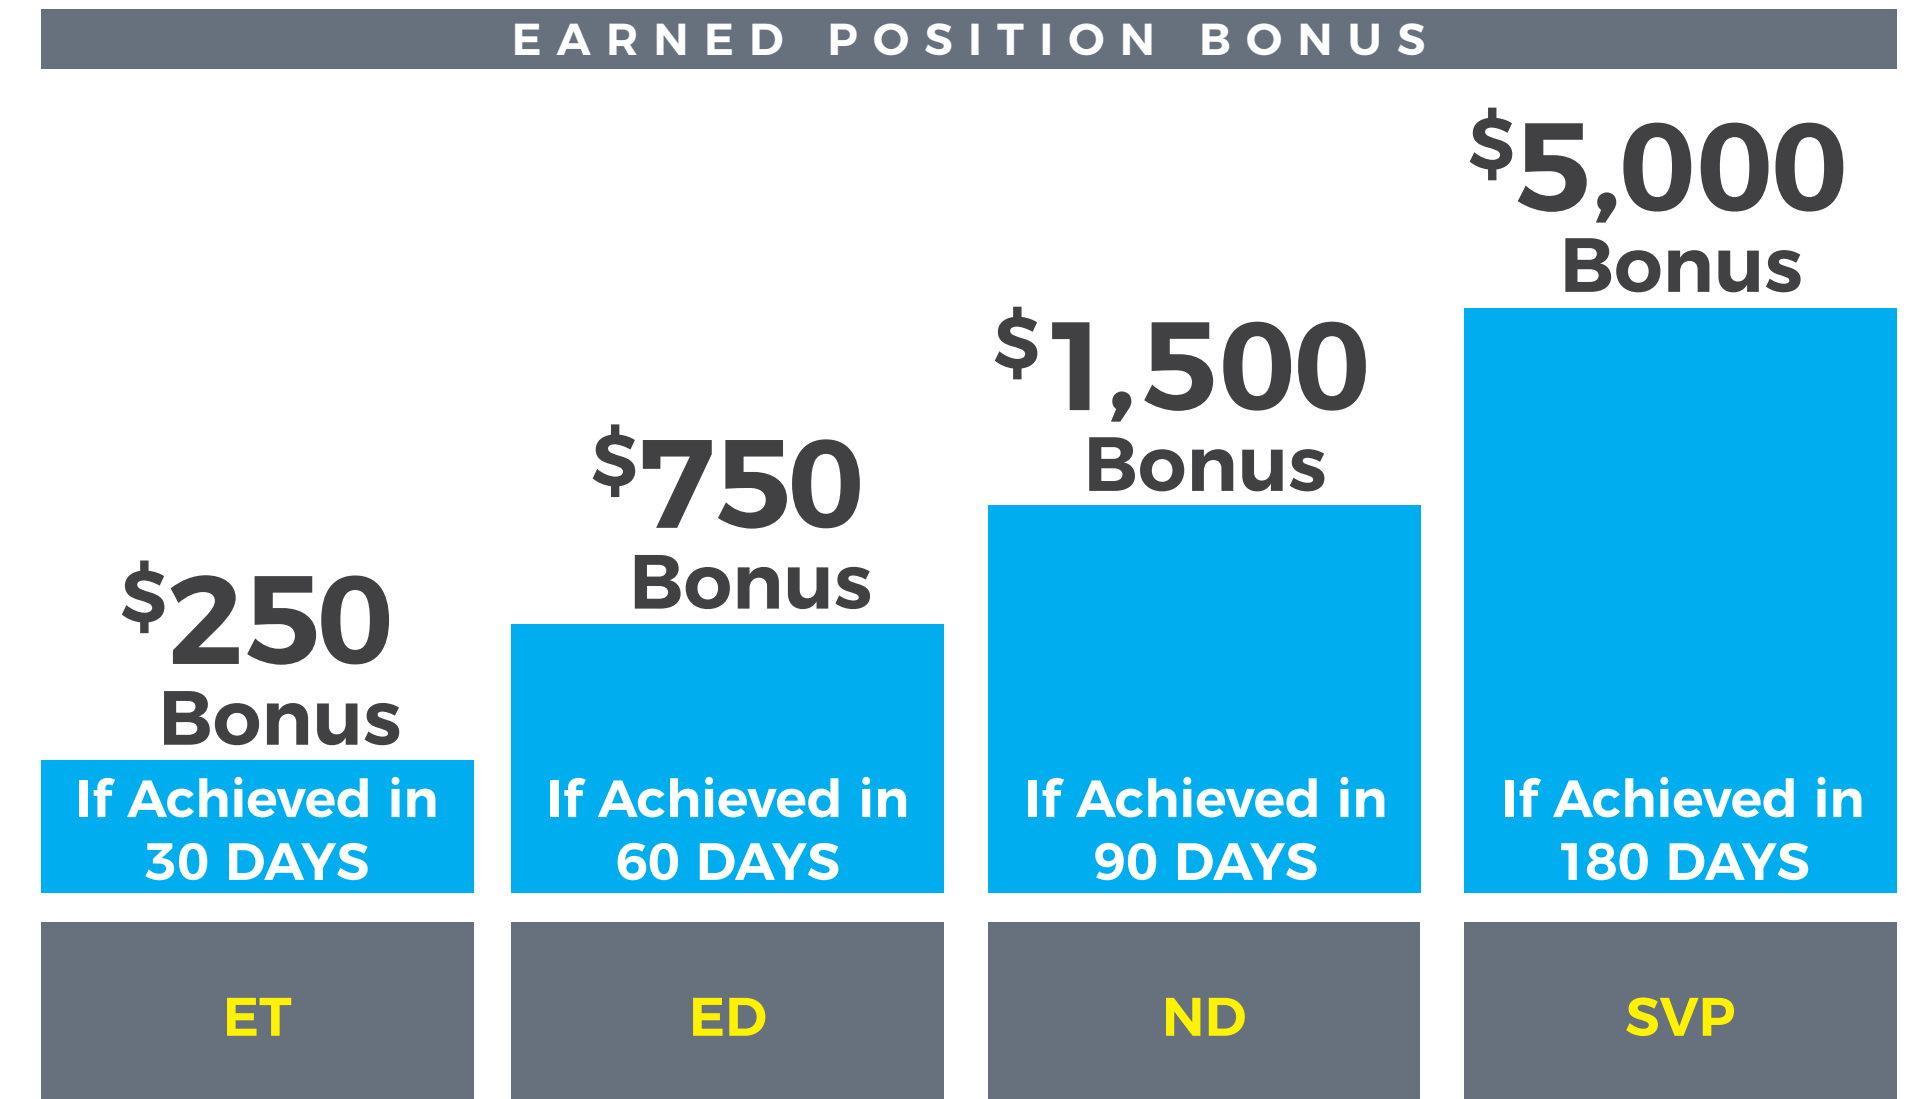 EARNED POSITION BONUS
$250
Bonus
If Achieved in
30 DAYS
ET
$750
Bonus
If Achieved in
60 DAYS
ED
$1,500
Bonus
If Achieved in
90 DAYS
ND
$5,000
Bonus
If Achieved in
180 DAYS
SVP